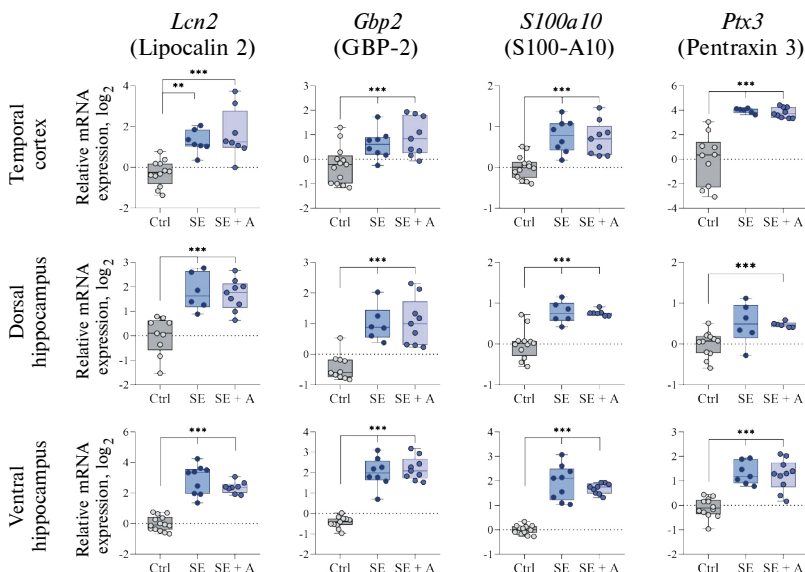 Lcn2 Gbp2 S100a10 Ptx3
(Lipocalin 2) (GBP-2) (S100-A10) (Pentraxin 3)
Temporal
cortex
Relative mRNA
expression, log2
4
2
0
-2
**
***
Ctrl SE SE + A
3
2
1
0
-1
-2
***
Ctrl SE SE + A
2
1
0
-1
***
Ctrl SE SE + A
6
4
2
0
-2
-4
***
Ctrl SE SE + A
Dorsal
hippocampus
Relative mRNA
expression, log2
3
2
1
0
-1
-2
***
Ctrl SE SE + A
3
2
1
0
-1
***
Ctrl SE SE + A
2
1
0
-1
***
Ctrl SE SE + A
2
1
0
-1
***
Ctrl SE SE + A
Ventral
hippocampus
Relative mRNA
expression, log2
6
4
2
0
-2
***
Ctrl SE SE + A
4
3
2
1
0
-1
-2
***
Ctrl SE SE + A
4
3
2
1
0
-1
***
Ctrl SE SE + A
3
2
1
0
-1
-2
***
Ctrl SE SE + A